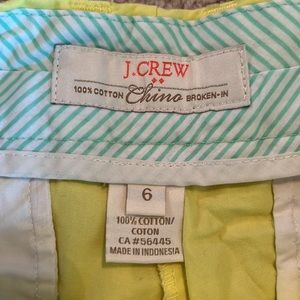 J.CREW
100% COTTON Chino BROKEN-IN
6
100% COTTON/
COTON
CA #56445
MADE IN INDONESIA